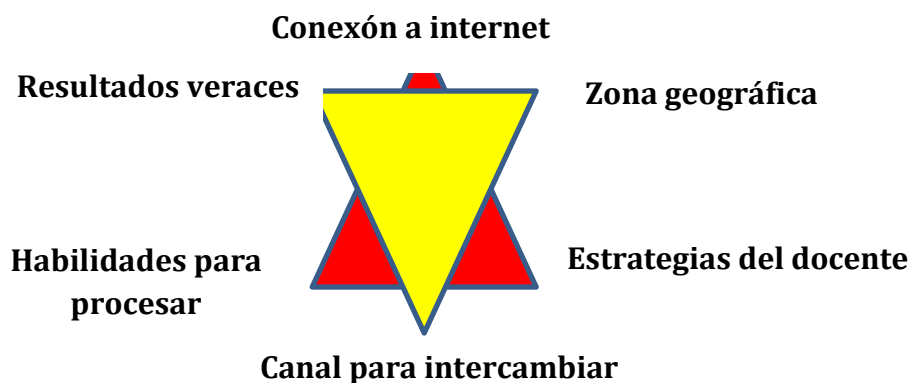 Conexón a internet
Resultados veraces
Zona geográfica
Habilidades para
procesar
Estrategias del docente
Canal para intercambiar